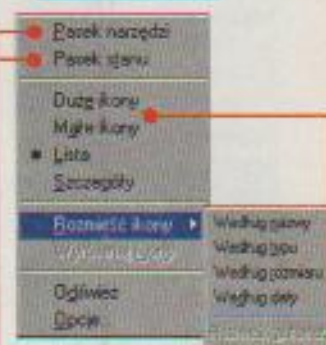 Pasek narzędzi
Pasek stanu
Duże ikony
Małe ikony
Lista
Szczegóły
Rozmieść ikony
Według nazwy
Według typu
Według rozmiaru
Według daty
Odśwież
Opcje...